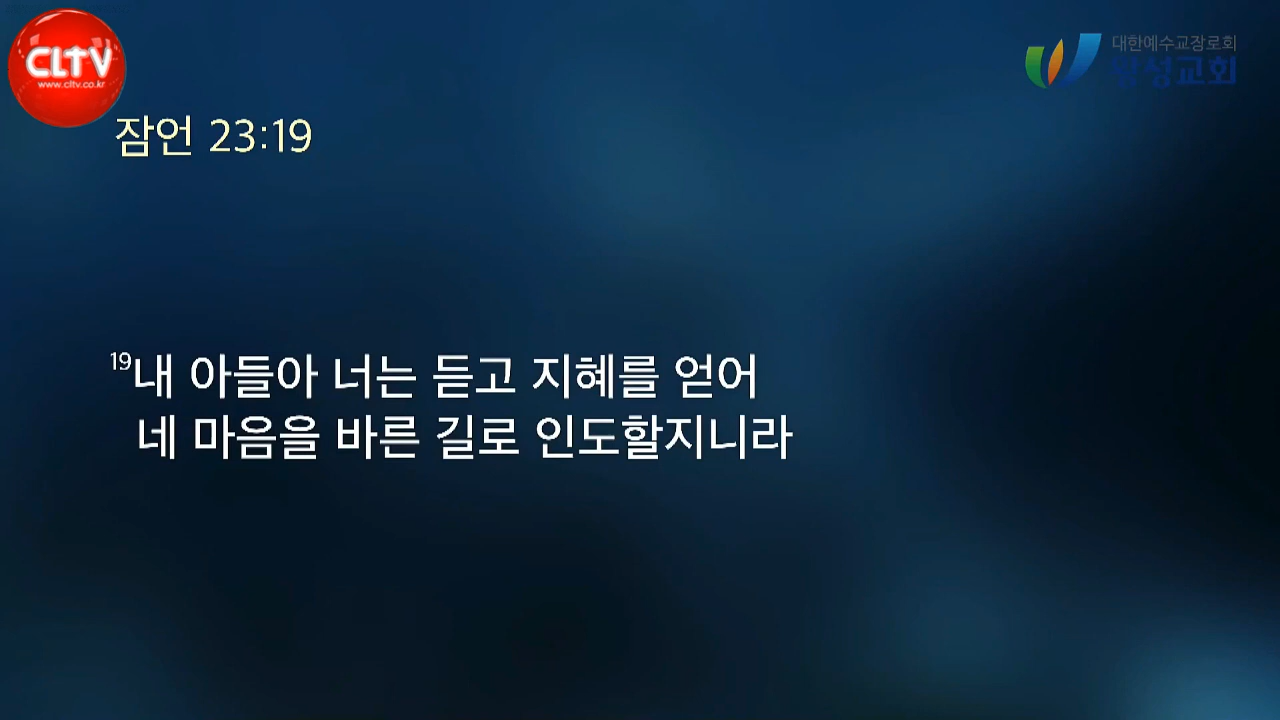 CLTV
www.cltv.co.kr
대한예수교장로회
잠언 23:19
19내 아들아 너는 듣고 지혜를 얻어
네 마음을 바른 길로 인도할지니라